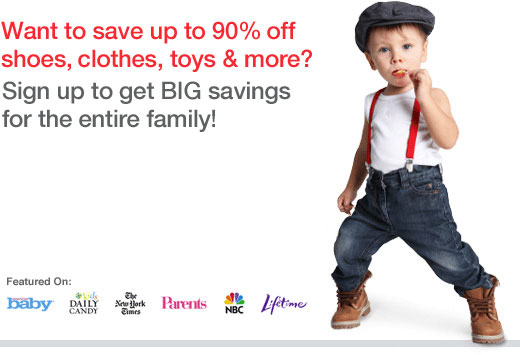 Want to save up to 90% off
shoes, clothes, toys & more?
Sign up to get BIG savings
for the entire family!
Featured On:
baby
kids
DAILY
CANDY
The
New York
Times
Parents
NBC
Lifetime